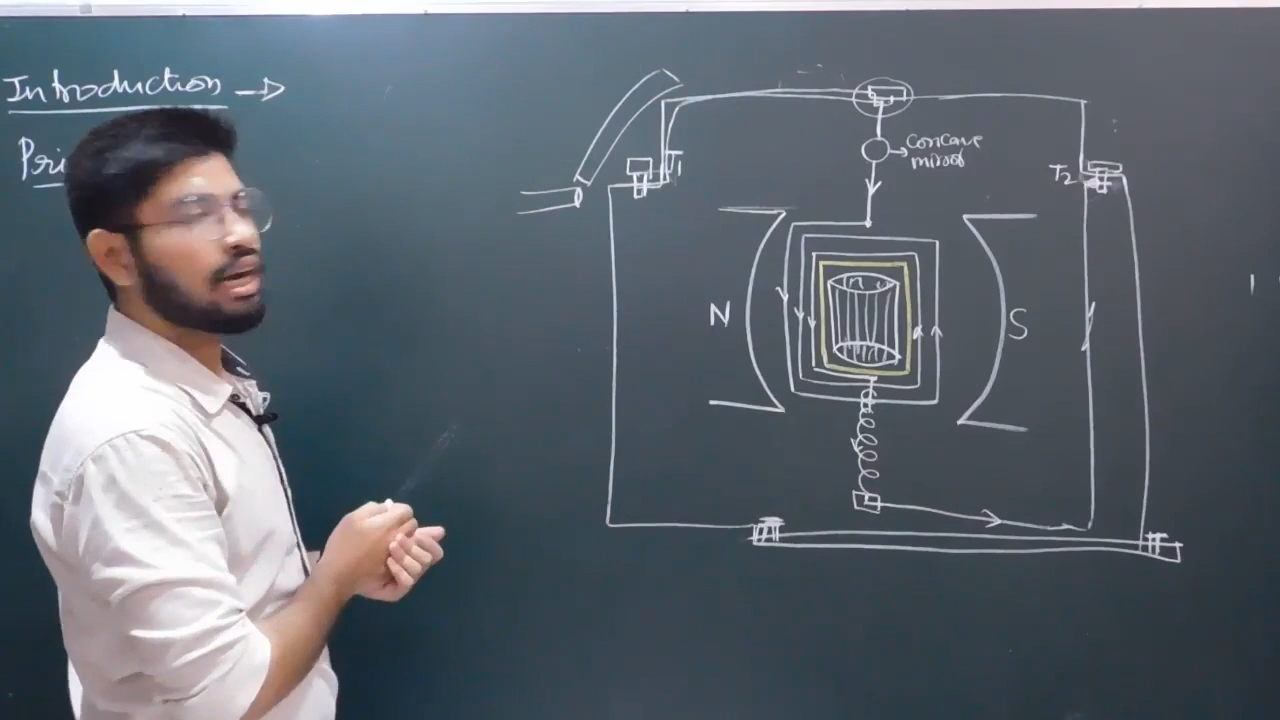 Introduction →
Pri
T1
concave
mirror
T2
N
S